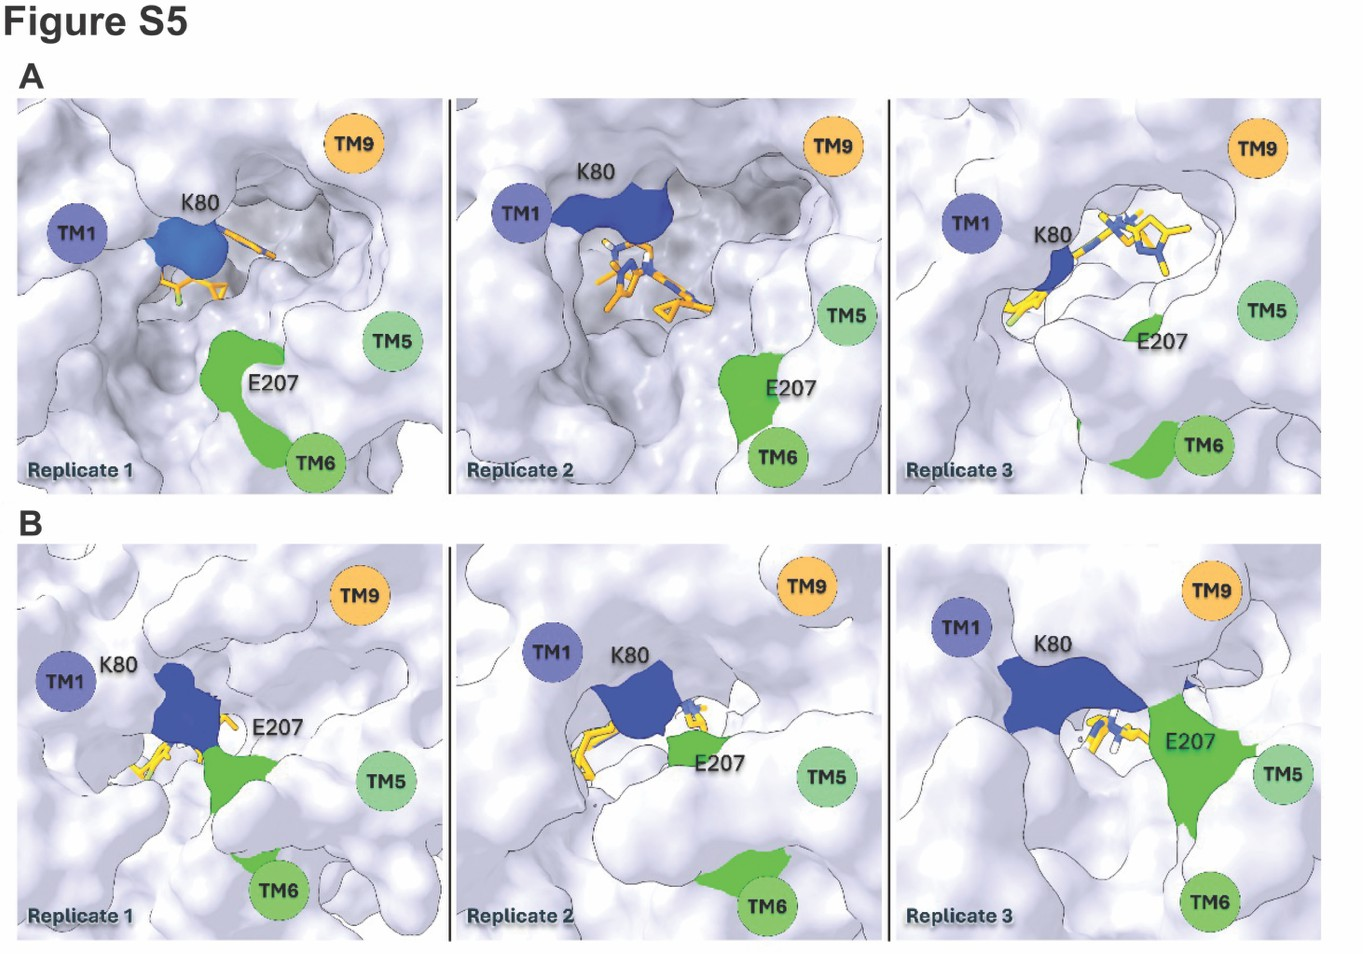 Figure S5
A
TM9
K80
TM1
TM5
E207
TM6
Replicate 1
TM9
K80
TM1
TM5
E207
TM6
Replicate 2
TM9
TM1
K80
TM5
E207
TM6
Replicate 3
B
TM9
K80
TM1
E207
TM5
TM6
Replicate 1
TM9
TM1
K80
E207
TM5
TM6
Replicate 2
TM9
TM1
K80
E207
TM5
TM6
Replicate 3